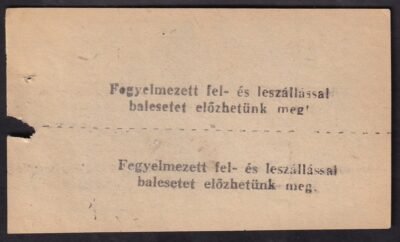 Fegyelmezett fel- és leszállással
balesetet előzhetünk meg!
Fegyelmezett fel- és leszállással
balesetet előzhetünk meg.